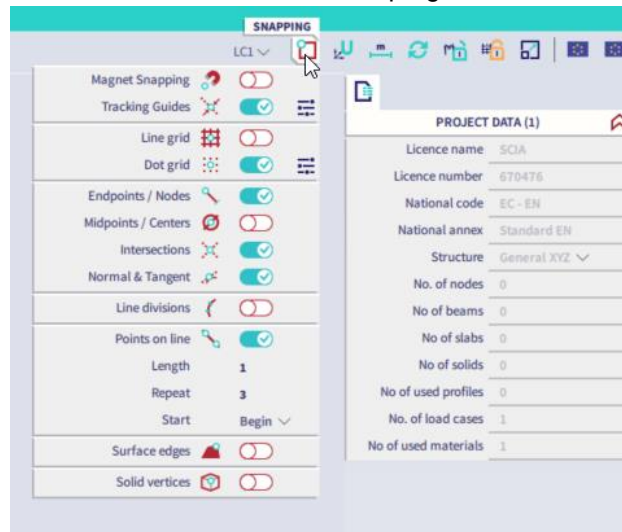 SNAPPING
LC1
Magnet Snapping
Tracking Guides
Line grid
Dot grid
Endpoints / Nodes
Midpoints / Centers
Intersections
Normal & Tangent
Line divisions
Points on line
Length 1
Repeat 3
Start Begin
Surface edges
Solid vertices
PROJECT DATA (1)
Licence name SCIA
Licence number 670476
National code EC - EN
National annex Standard EN
Structure General XYZ
No. of nodes 0
No of beams 0
No of slabs 0
No of solids 0
No of used profiles 0
No. of load cases 1
No of used materials 1